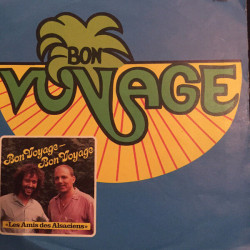 BON
VOYAGE
Bon Voyage-
Bon Voyage
«Les Amis des Alsaciens»